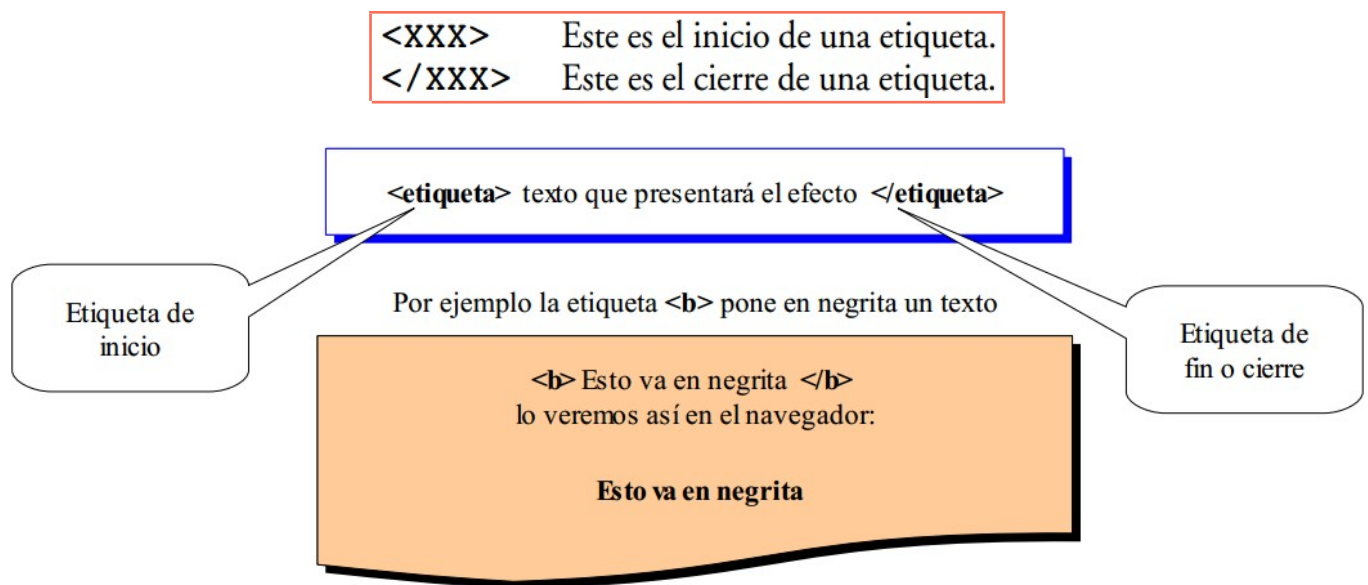 <XXX> Este es el inicio de una etiqueta.
</XXX> Este es el cierre de una etiqueta.
<etiqueta> texto que presentará el efecto </etiqueta>
Etiqueta de
inicio
Por ejemplo la etiqueta <b> pone en negrita un texto
Etiqueta de
fin o cierre
<b> Esto va en negrita </b>
lo veremos así en el navegador:
Esto va en negrita